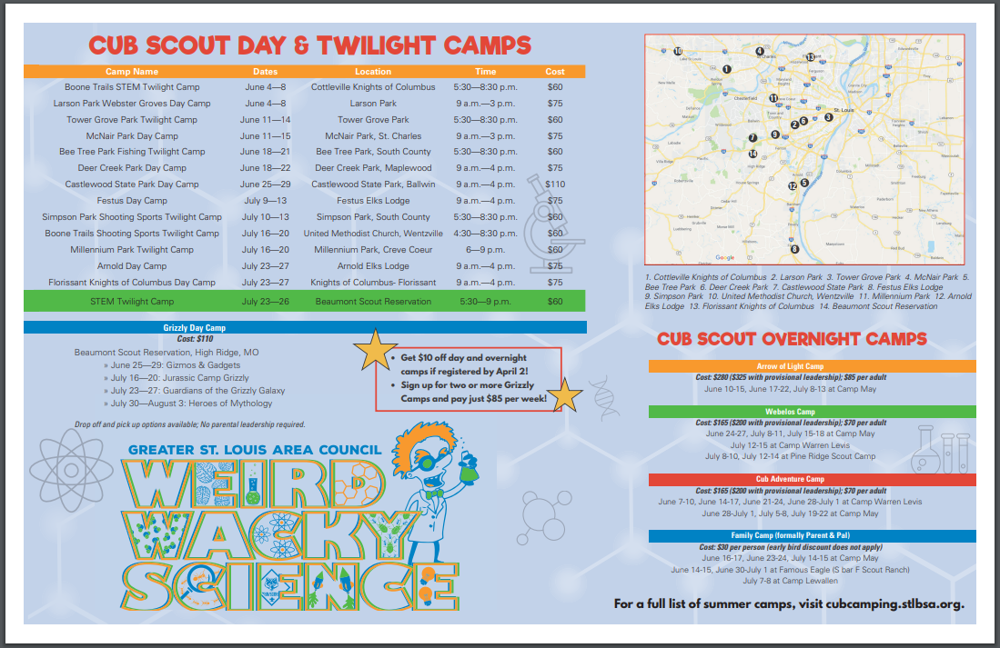 CUB SCOUT DAY & TWILIGHT CAMPS
Camp Name Dates Location Time Cost
Boone Trails STEM Twilight Camp June 4—8 Cottleville Knights of Columbus 5:30—8:30 p.m. $60
Larson Park Webster Groves Day Camp June 4—8 Larson Park 9 a.m.—3 p.m. $75
Tower Grove Park Twilight Camp June 11—14 Tower Grove Park 5:30—8:30 p.m. $60
McNair Park Day Camp June 11—15 McNair Park, St. Charles 9 a.m.—3 p.m. $75
Bee Tree Park Fishing Twilight Camp June 18—21 Bee Tree Park, South County 5:30—8:30 p.m. $60
Deer Creek Park Day Camp June 18—22 Deer Creek Park, Maplewood 9 a.m.—4 p.m. $75
Castlewood State Park Day Camp June 25—29 Castlewood State Park, Ballwin 9 a.m.—4 p.m. $110
Festus Day Camp July 9—13 Festus Elks Lodge 9 a.m.—4 p.m. $75
Simpson Park Shooting Sports Twilight Camp July 10—13 Simpson Park, South County 5:30—8:30 p.m. $60
Boone Trails Shooting Sports Twilight Camp July 16—20 United Methodist Church, Wentzville 4:30—8:30 p.m. $60
Millennium Park Twilight Camp July 16—20 Millennium Park, Creve Coeur 6—9 p.m. $60
Arnold Day Camp July 23—27 Arnold Elks Lodge 9 a.m.—4 p.m. $75
Florissant Knights of Columbus Day Camp July 23—27 Knights of Columbus- Florissant 9 a.m.—4 p.m. $75
STEM Twilight Camp July 23—26 Beaumont Scout Reservation 5:30—9 p.m. $60
Grizzly Day Camp
Cost: $110
Beaumont Scout Reservation, High Ridge, MO
» June 25—29: Gizmos & Gadgets
» July 16—20: Jurassic Camp Grizzly
» July 23—27: Guardians of the Grizzly Galaxy
» July 30—August 3: Heroes of Mythology
Drop off and pick up options available; No parental leadership required.
• Get $10 off day and overnight
camps if registered by April 2!
• Sign up for two or more Grizzly
Camps and pay just $85 per week!
GREATER ST. LOUIS AREA COUNCIL
WEIRD
WACKY
SCIENCE
10
4
13
1
St. Louis
Chesterfield
11
3
2
6
9
7
14
High Ridge
12
5
8
Google
1. Cottleville Knights of Columbus 2. Larson Park 3. Tower Grove Park 4. McNair Park 5.
Bee Tree Park 6. Deer Creek Park 7. Castlewood State Park 8. Festus Elks Lodge
9. Simpson Park 10. United Methodist Church, Wentzville 11. Millennium Park 12. Arnold
Elks Lodge 13. Florissant Knights of Columbus 14. Beaumont Scout Reservation
CUB SCOUT OVERNIGHT CAMPS
Arrow of Light Camp
Cost: $280 ($325 with provisional leadership); $85 per adult
June 10-15, June 17-22, July 8-13 at Camp May
Webelos Camp
Cost: $165 ($200 with provisional leadership); $70 per adult
June 24-27, July 8-11, July 15-18 at Camp May
July 12-15 at Camp Warren Levis
July 8-10, July 12-14 at Pine Ridge Scout Camp
Cub Adventure Camp
Cost: $165 ($200 with provisional leadership); $70 per adult
June 7-10, June 14-17, June 21-24, June 28-July 1 at Camp Warren Levis
June 28-July 1, July 5-8, July 19-22 at Camp May
Family Camp (formally Parent & Pal)
Cost: $30 per person (early bird discount does not apply)
June 16-17, June 23-24, July 14-15 at Camp May
June 14-15, June 30-July 1 at Famous Eagle (S bar F Scout Ranch)
July 7-8 at Camp Lewallen
For a full list of summer camps, visit cubcamping.stlbsa.org.